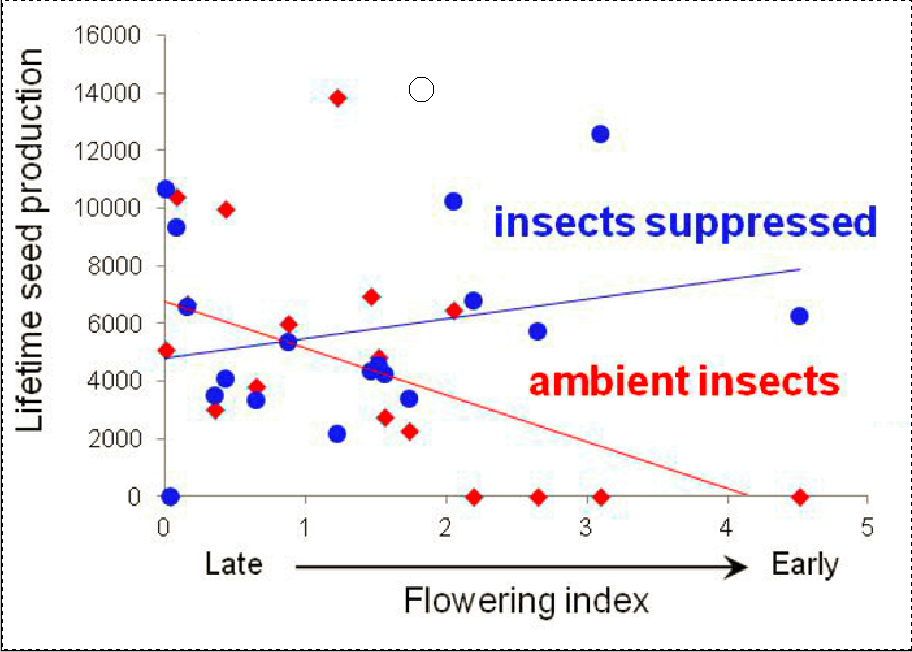 Lifetime seed production
16000
14000
12000
10000
8000
6000
4000
2000
0
insects suppressed
ambient insects
0 1 2 3 4 5
Late Early
Flowering index